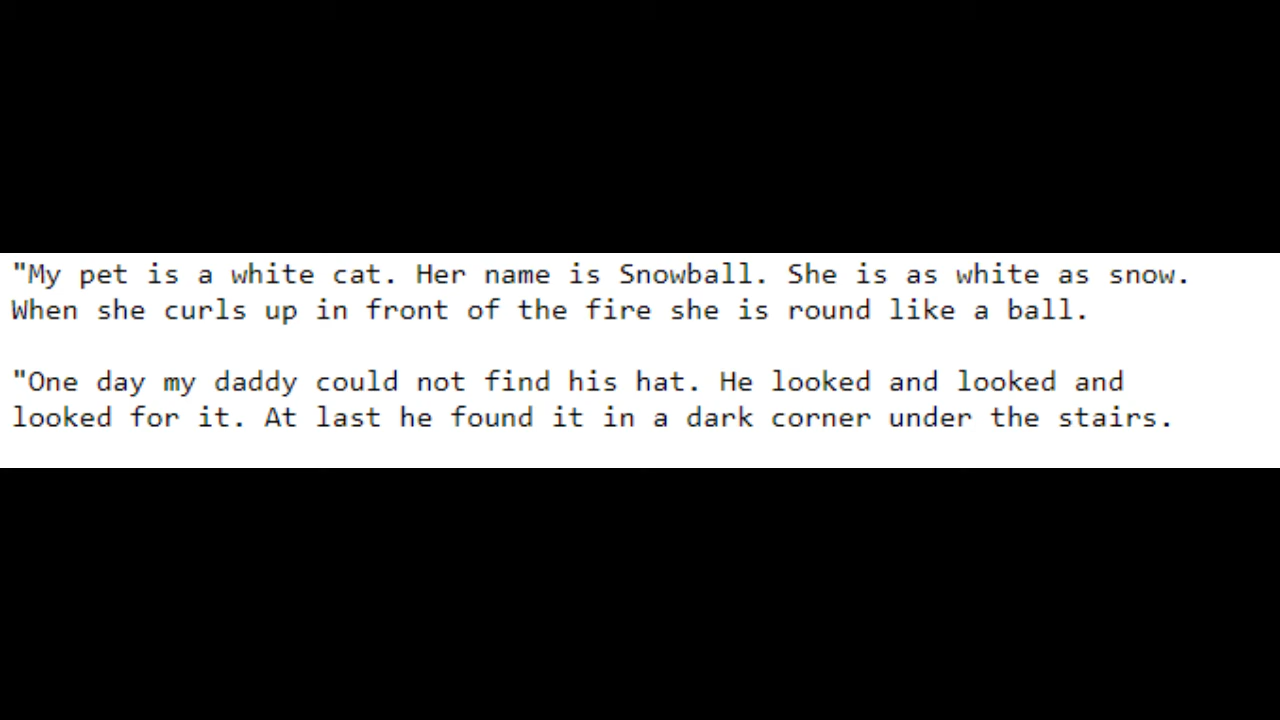 "My pet is a white cat. Her name is Snowball. She is as white as snow.
When she curls up in front of the fire she is round like a ball.
"One day my daddy could not find his hat. He looked and looked and
looked for it. At last he found it in a dark corner under the stairs.